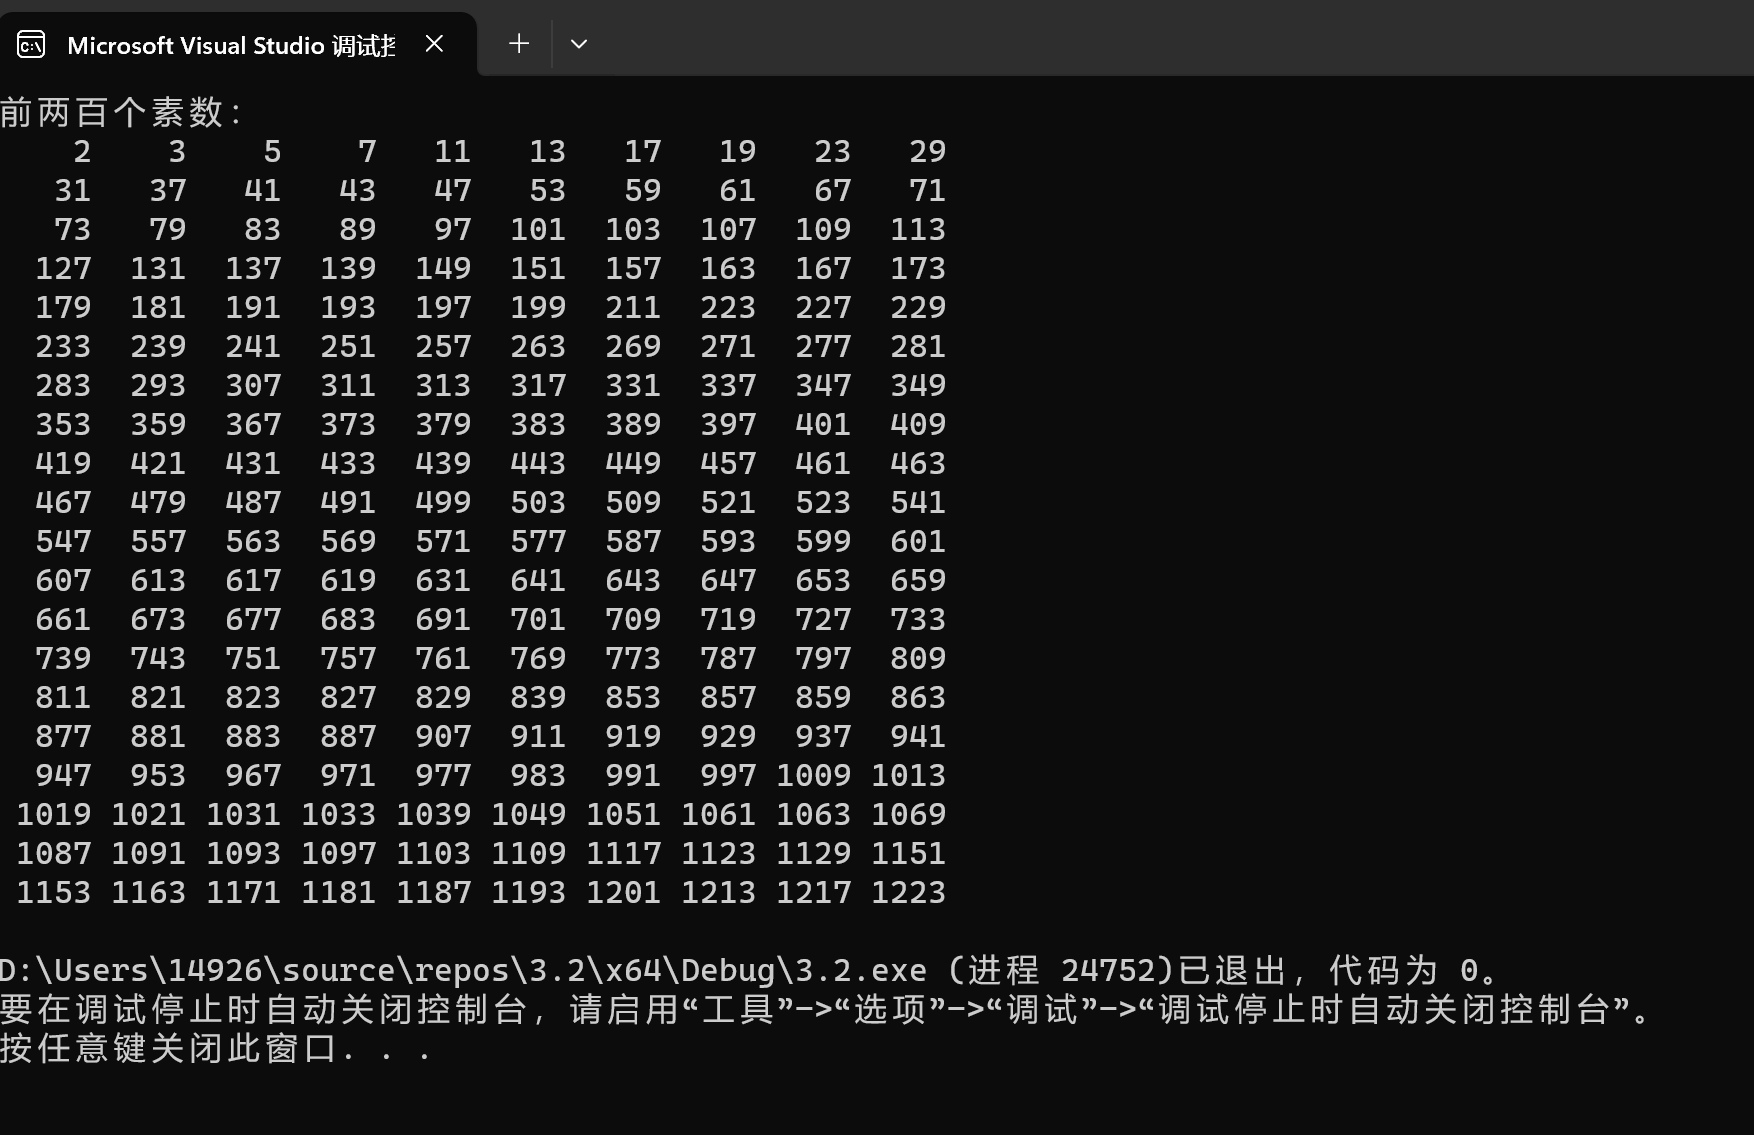 Microsoft Visual Studio 调试控
前两百个素数:
2 3 5 7 11 13 17 19 23 29
31 37 41 43 47 53 59 61 67 71
73 79 83 89 97 101 103 107 109 113
127 131 137 139 149 151 157 163 167 173
179 181 191 193 197 199 211 223 227 229
233 239 241 251 257 263 269 271 277 281
283 293 307 311 313 317 331 337 347 349
353 359 367 373 379 383 389 397 401 409
419 421 431 433 439 443 449 457 461 463
467 479 487 491 499 503 509 521 523 541
547 557 563 569 571 577 587 593 599 601
607 613 617 619 631 641 643 647 653 659
661 673 677 683 691 701 709 719 727 733
739 743 751 757 761 769 773 787 797 809
811 821 823 827 829 839 853 857 859 863
877 881 883 887 907 911 919 929 937 941
947 953 967 971 977 983 991 997 1009 1013
1019 1021 1031 1033 1039 1049 1051 1061 1063 1069
1087 1091 1093 1097 1103 1109 1117 1123 1129 1151
1153 1163 1171 1181 1187 1193 1201 1213 1217 1223
D:\Users\14926\source\repos\3.2\x64\Debug\3.2.exe (进程 24752)已退出，代码为 0。
要在调试停止时自动关闭控制台，请启用“工具”->“选项”->“调试”->“调试停止时自动关闭控制台”。
按任意键关闭此窗口. . .